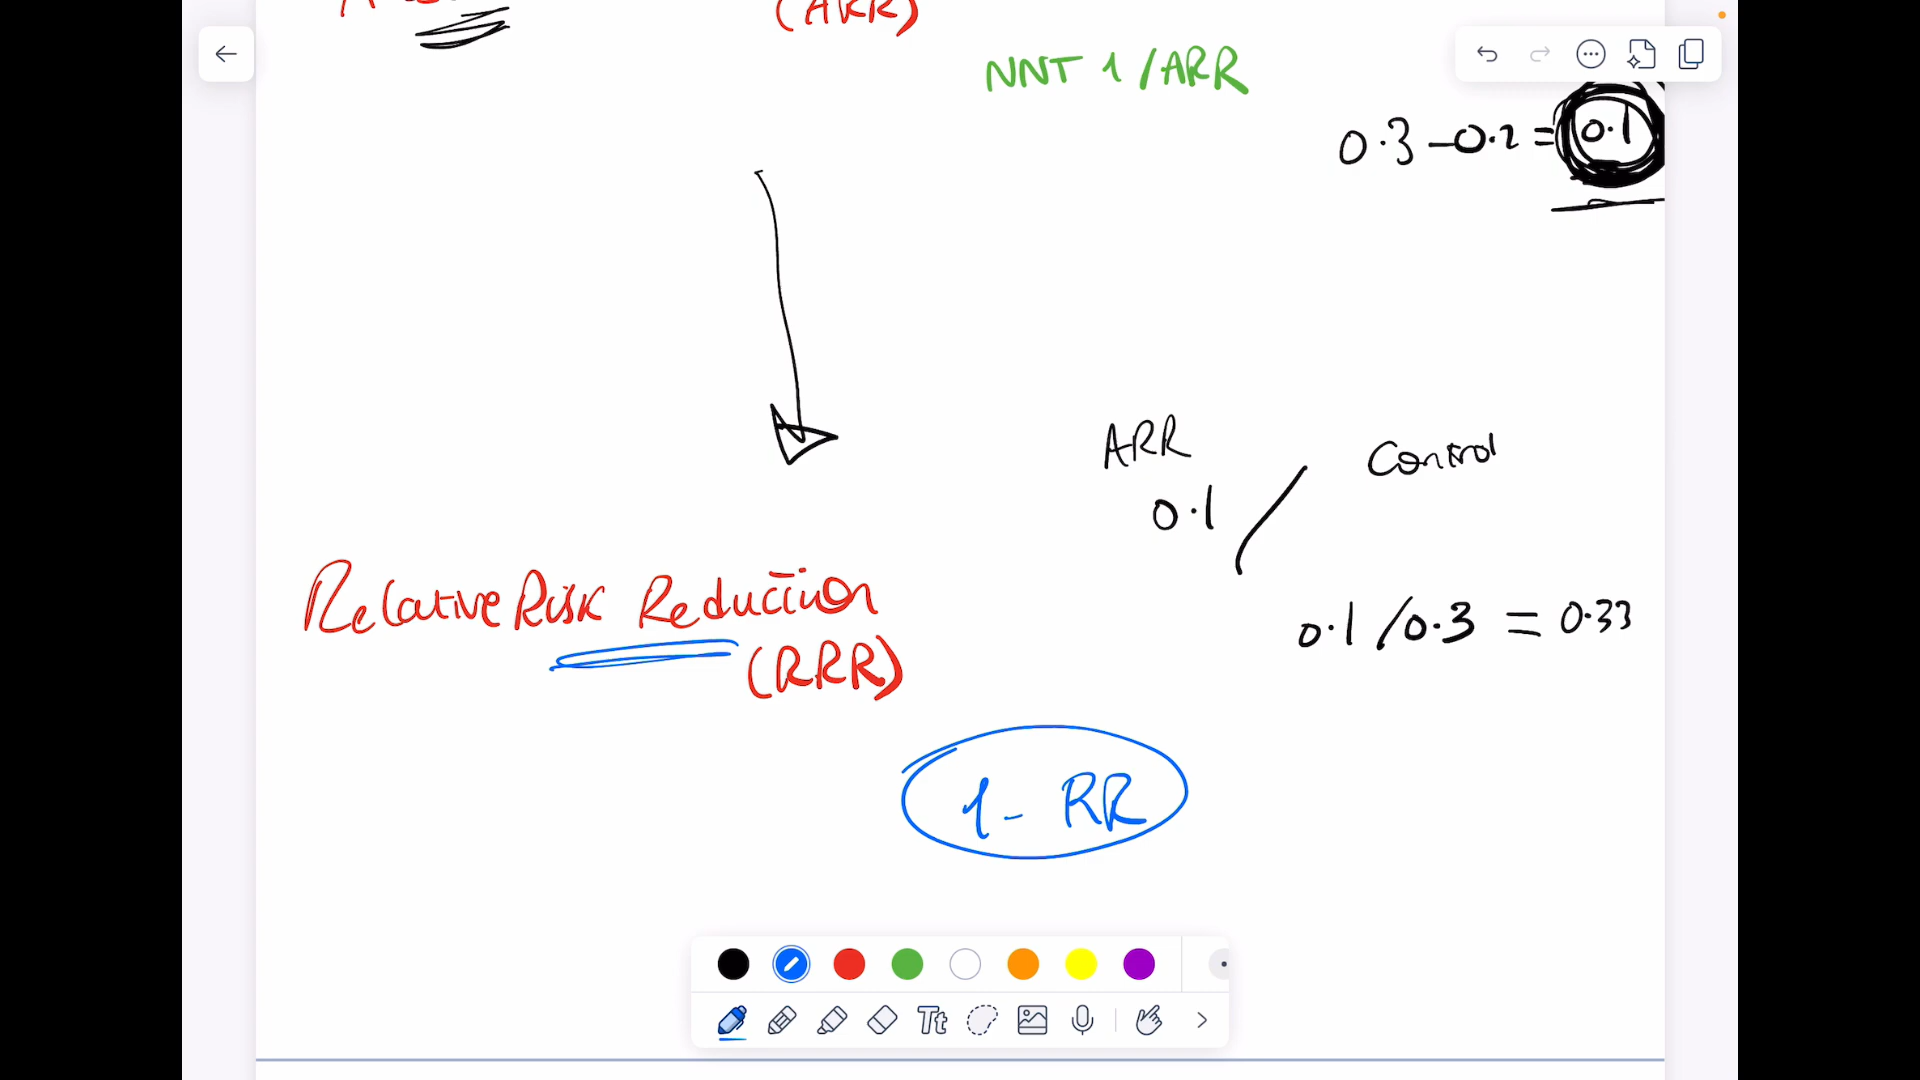 (ARR)
NNT 1/ARR
0.3-0.2=0.1
ARR
Control
0.1 /
Relative Risk Reduction
(RRR)
0.1/0.3 = 0.33
1- RR
Tt